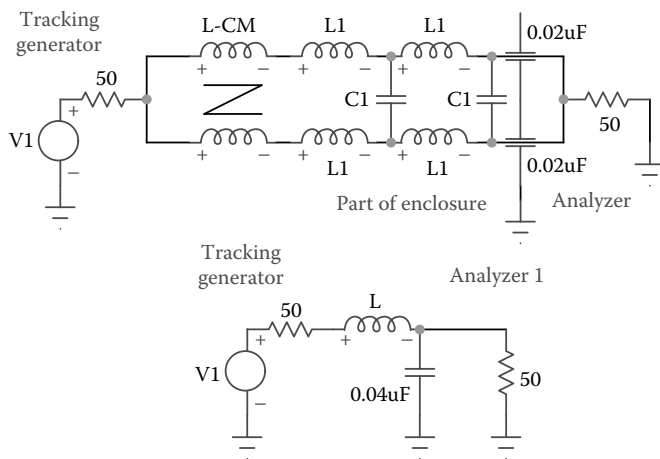 Tracking
generator
L-CM
L1
L1
0.02uF
50
+
−
+
−
+
−
+
V1
−
C1
C1
50
+
−
+
−
+
−
L1
L1
0.02uF
Part of enclosure
Analyzer
Tracking
generator
Analyzer 1
50
L
+
+
−
V1
−
0.04uF
50